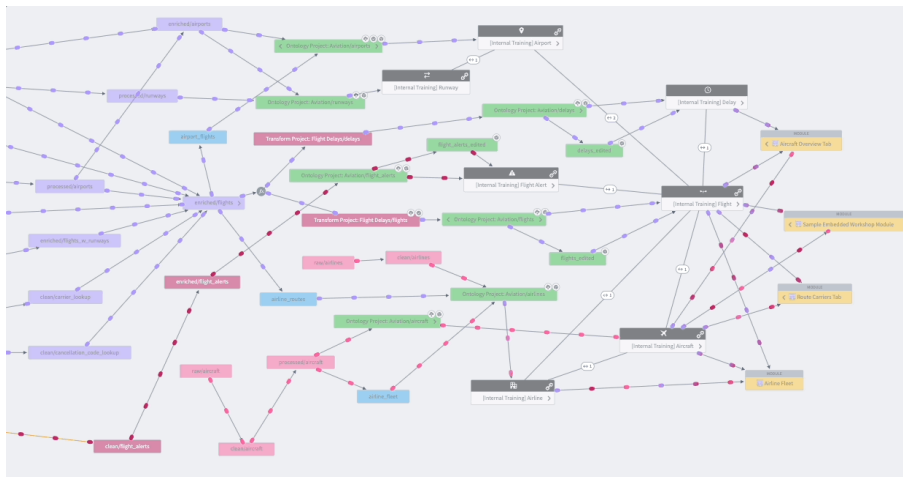 enriched/airports
Ontology Project: Aviation/airports
[Internal Training] Airport
[Internal Training] Runway
processed/runways
Ontology Project: Aviation/runways
Ontology Project: Aviation/delays
[Internal Training] Delay
airport_flights
Transform Project: Flight Delays/delays
flight_alerts_edited
delays_edited
MODULE
Aircraft Overview Tab
Ontology Project: Aviation/flight_alerts
[Internal Training] Flight Alert
processed/airports
enriched/flights
[Internal Training] Flight
Transform Project: Flight Delays/flights
Ontology Project: Aviation/flights
MODULE
Sample Embedded Workshop Module
enriched/flights_w_runways
flights_edited
raw/airlines
clean/airlines
enriched/flight_alerts
clean/carrier_lookup
airline_routes
Ontology Project: Aviation/airlines
MODULE
Route Carriers Tab
Ontology Project: Aviation/aircraft
[Internal Training] Aircraft
clean/cancellation_code_lookup
processed/aircraft
raw/aircraft
MODULE
Airline Fleet
airline_fleet
[Internal Training] Airline
clean/flight_alerts
clean/aircraft